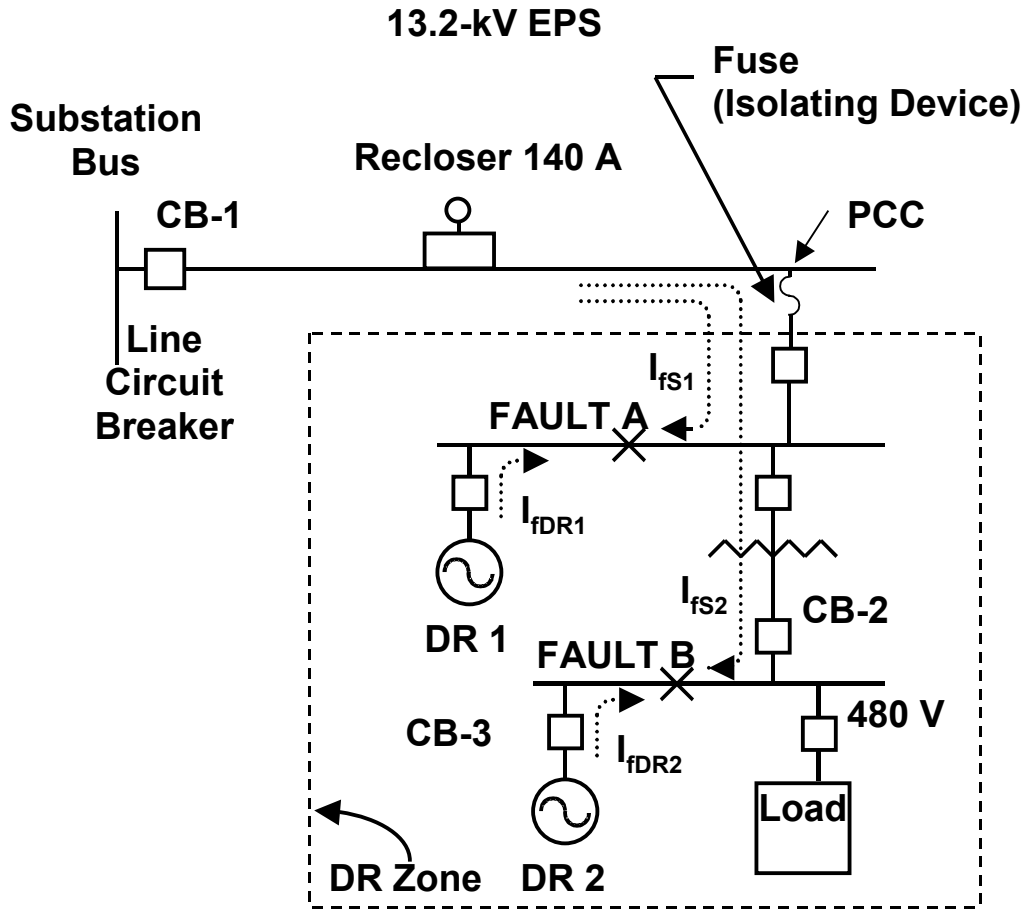 13.2-kV EPS
Fuse
(Isolating Device)
Substation
Bus
Recloser 140 A
CB-1
PCC
Line
Circuit
Breaker
IfS1
FAULT A
IfDR1
IfS2
CB-2
DR 1
FAULT B
480 V
CB-3
IfDR2
Load
DR Zone
DR 2